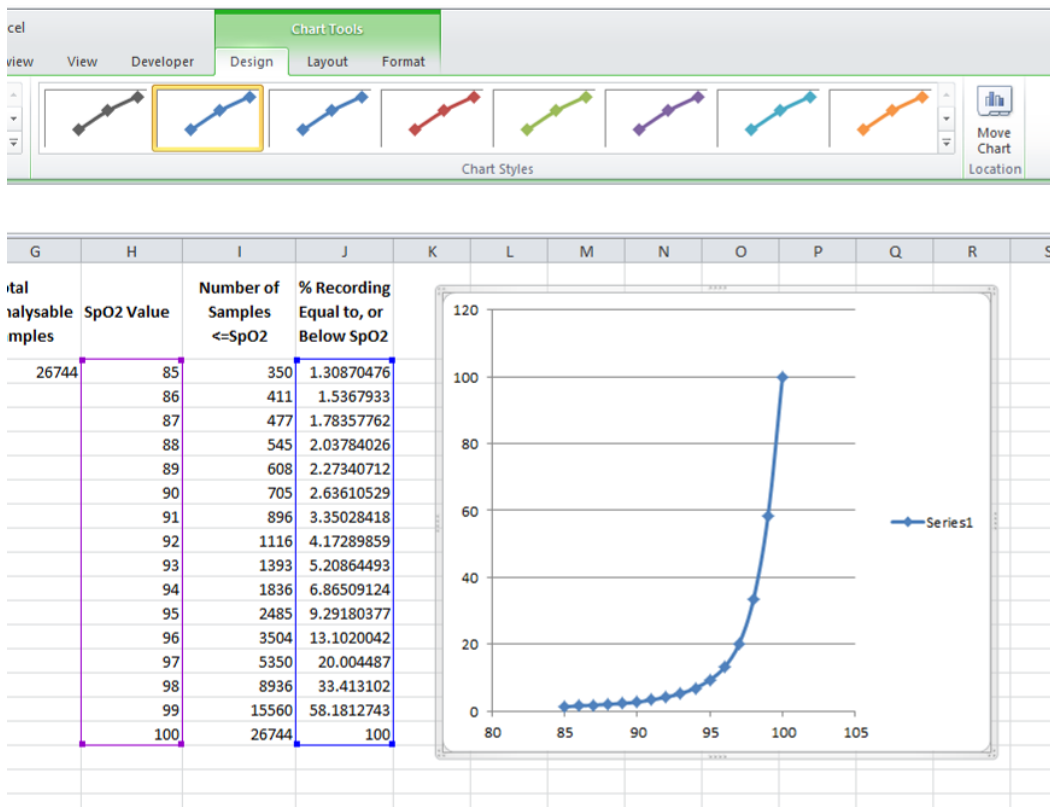 cel
Chart Tools
view View Developer Design Layout Format
Move
Chart
Chart Styles
Location
G H I J K L M N O P Q R S
otal
nalysable
mples
SpO2 Value
Number of
Samples
<=SpO2
% Recording
Equal to, or
Below SpO2
26744 85 350 1.30870476
86 411 1.5367933
87 477 1.78357762
88 545 2.03784026
89 608 2.27340712
90 705 2.63610529
91 896 3.35028418
92 1116 4.17289859
93 1393 5.20864493
94 1836 6.86509124
95 2485 9.29180377
96 3504 13.1020042
97 5350 20.004487
98 8936 33.413102
99 15560 58.1812743
100 26744 100
120
100
80
60
40
20
0
80 85 90 95 100 105
Series1